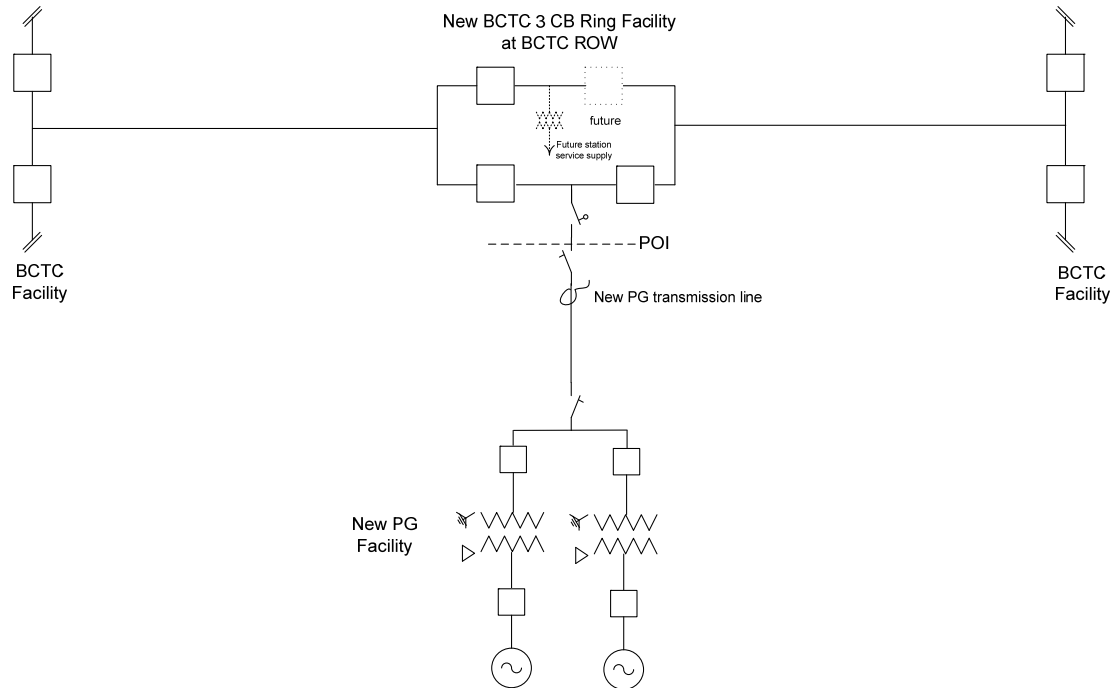 New BCTC 3 CB Ring Facility
at BCTC ROW
future
Future station
service supply
POI
BCTC
Facility
BCTC
Facility
New PG transmission line
New PG
Facility